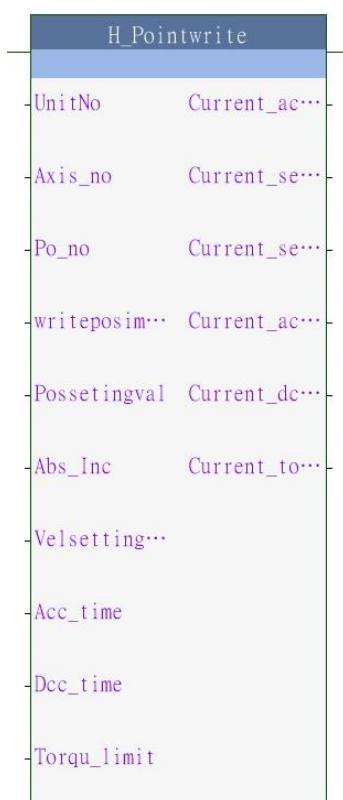 H_Pointwrite
UnitNo Current_ac…
Axis_no Current_se…
Po_no Current_se…
writeposim… Current_ac…
Possetingval Current_dc…
Abs_Inc Current_to…
Velsetting…
Acc_time
Dcc_time
Torqu_limit